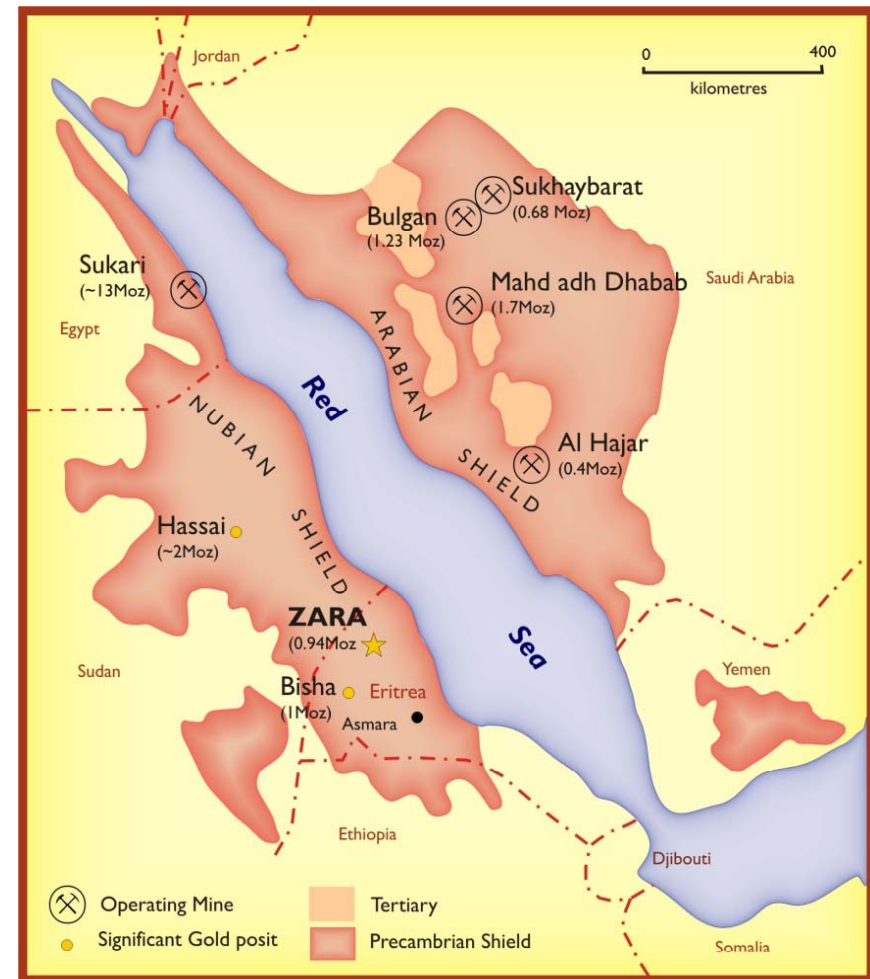 Jordan
0 400
kilometres
Sukhaybarat
(0.68 Moz)
Bulgan
(1.23 Moz)
Sukari
(~13Moz)
Mahd adh Dhabab
(1.7Moz)
Saudi Arabia
Egypt
ARABIAN
SHIELD
Red
Sea
NUBIAN
SHIELD
Al Hajar
(0.4Moz)
Hassai
(~2Moz)
ZARA
(0.94Moz
Sudan
Bisha
(1Moz)
Eritrea
Asmara
Yemen
Ethiopia
Djibouti
Somalia
Operating Mine
Significant Gold posit
Tertiary
Precambrian Shield